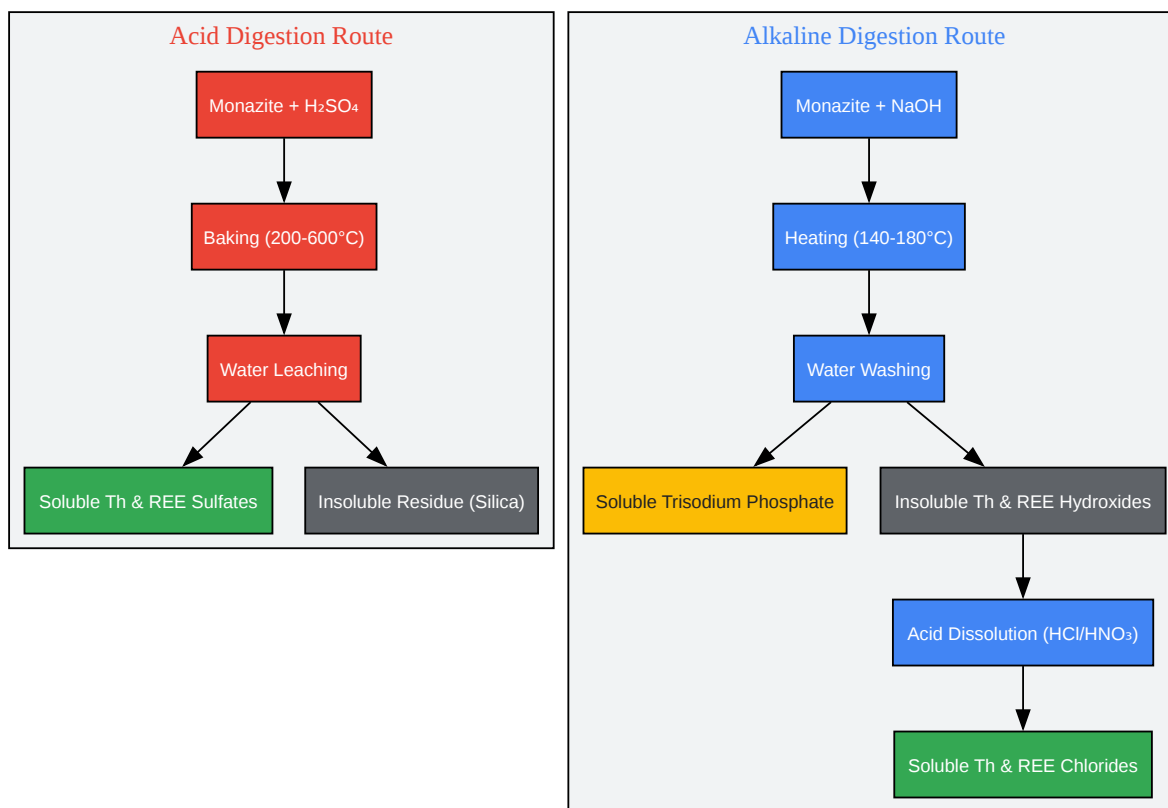 Acid Digestion Route
Monazite + H₂SO₄
Baking (200-600°C)
Water Leaching
Soluble Th & REE Sulfates
Insoluble Residue (Silica)
Alkaline Digestion Route
Monazite + NaOH
Heating (140-180°C)
Water Washing
Soluble Trisodium Phosphate
Insoluble Th & REE Hydroxides
Acid Dissolution (HCl/HNO₃)
Soluble Th & REE Chlorides